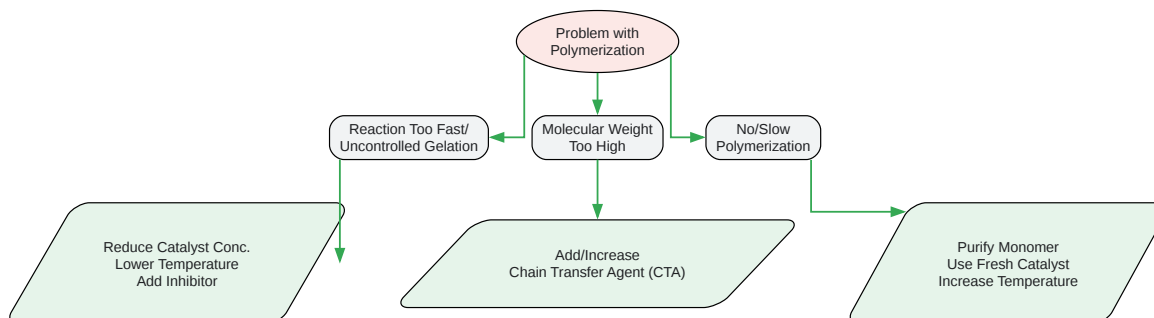 Problem with
Polymerization
Reaction Too Fast/
Uncontrolled Gelation
Molecular Weight
Too High
No/Slow
Polymerization
Reduce Catalyst Conc.
Lower Temperature
Add Inhibitor
Add/Increase
Chain Transfer Agent (CTA)
Purify Monomer
Use Fresh Catalyst
Increase Temperature